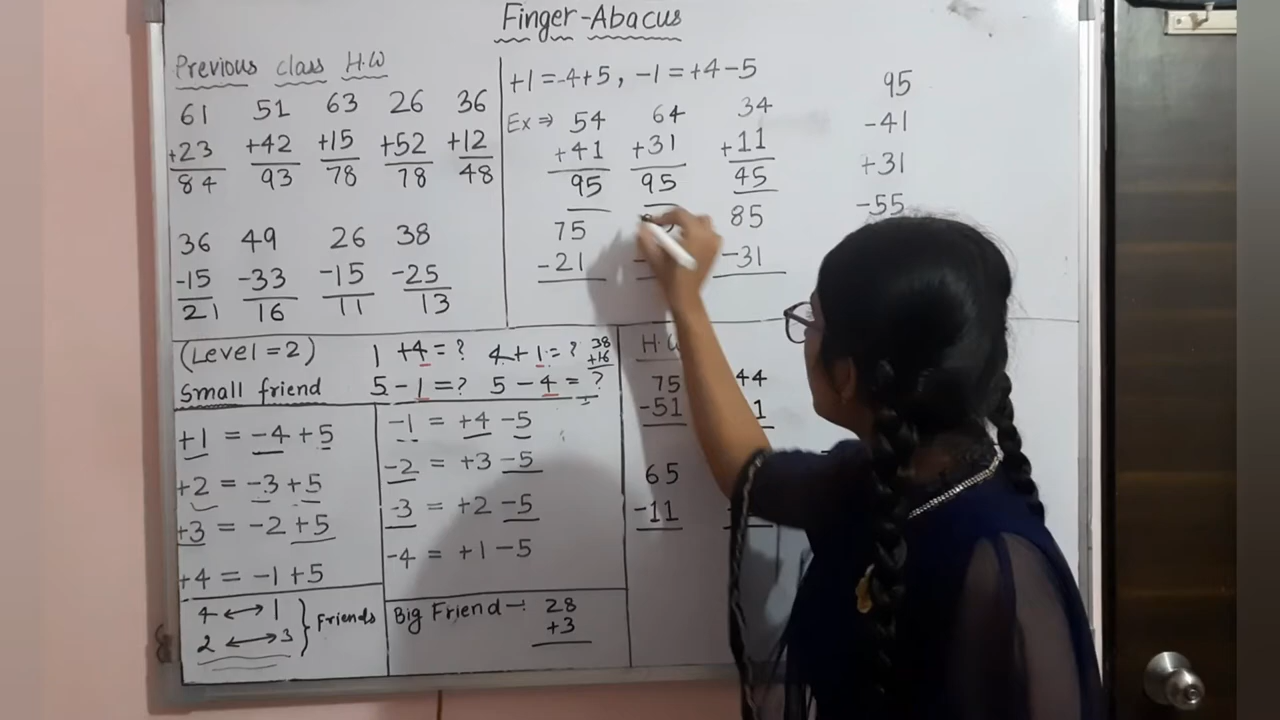 Finger-Abacus
Previous class H.W
61 51 63 26 36
+23 +42 +15 +52 +12
84 93 78 78 48
36 49 26 38
-15 -33 -15 -25
21 16 11 13
+1 = -4+5, -1 = +4-5
Ex ⇒ 54 64 34
+41 +31 +11
95 95 45
75 85
-21 -31
95
-41
+31
-55
(Level = 2) 1 +4 = ? 4+1 = ? 38
+16
Small friend 5 - 1 = ? 5 - 4 = ?
+1 = -4 +5
+2 = -3 +5
+3 = -2 +5
+4 = -1 +5
4 ↔ 1
2 ↔ 3 } Friends
-1 = +4 -5
-2 = +3 -5
-3 = +2 -5
-4 = +1 -5
Big Friend → 28
+3
75 44
-51
65
-11